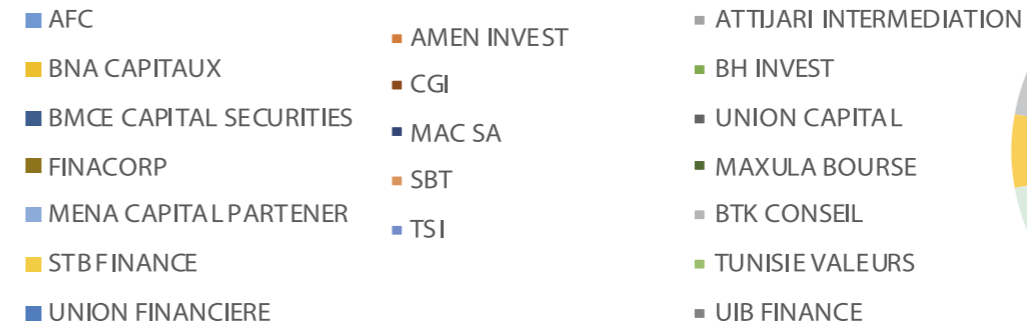 AFC
BNA CAPITAUX
BMCE CAPITAL SECURITIES
FINACORP
MENA CAPITAL PARTENER
STB FINANCE
UNION FINANCIERE
AMEN INVEST
CGI
MAC SA
SBT
TSI
ATTIJARI INTERMEDIATION
BH INVEST
UNION CAPITAL
MAXULA BOURSE
BTK CONSEIL
TUNISIE VALEURS
UIB FINANCE